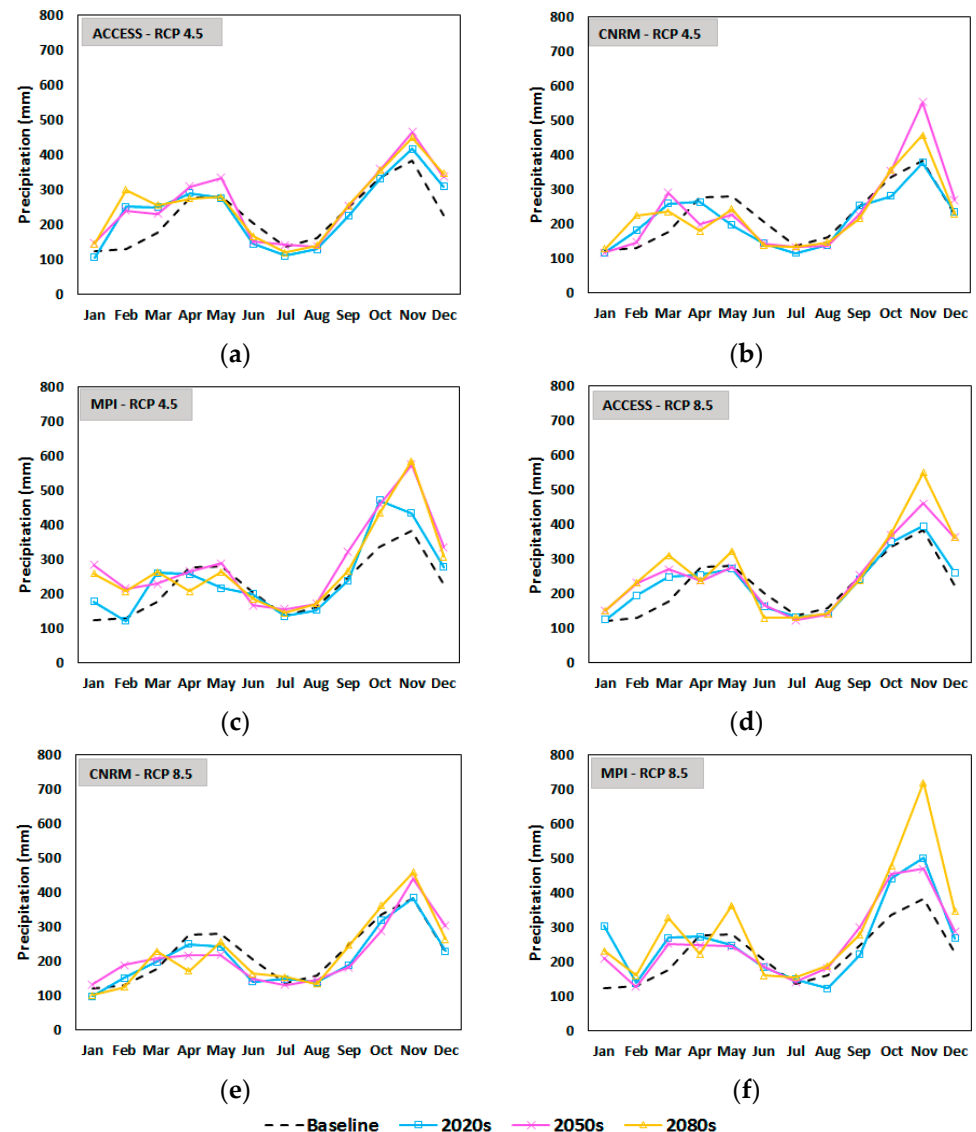 ACCESS - RCP 4.5
Precipitation (mm)
800
700
600
500
400
300
200
100
0
Jan Feb Mar Apr May Jun Jul Aug Sep Oct Nov Dec
(a)
CNRM - RCP 4.5
Precipitation (mm)
800
700
600
500
400
300
200
100
0
Jan Feb Mar Apr May Jun Jul Aug Sep Oct Nov Dec
(b)
MPI - RCP 4.5
Precipitation (mm)
800
700
600
500
400
300
200
100
0
Jan Feb Mar Apr May Jun Jul Aug Sep Oct Nov Dec
(c)
ACCESS - RCP 8.5
Precipitation (mm)
800
700
600
500
400
300
200
100
0
Jan Feb Mar Apr May Jun Jul Aug Sep Oct Nov Dec
(d)
CNRM - RCP 8.5
Precipitation (mm)
800
700
600
500
400
300
200
100
0
Jan Feb Mar Apr May Jun Jul Aug Sep Oct Nov Dec
(e)
MPI - RCP 8.5
Precipitation (mm)
800
700
600
500
400
300
200
100
0
Jan Feb Mar Apr May Jun Jul Aug Sep Oct Nov Dec
(f)
Baseline 2020s 2050s 2080s